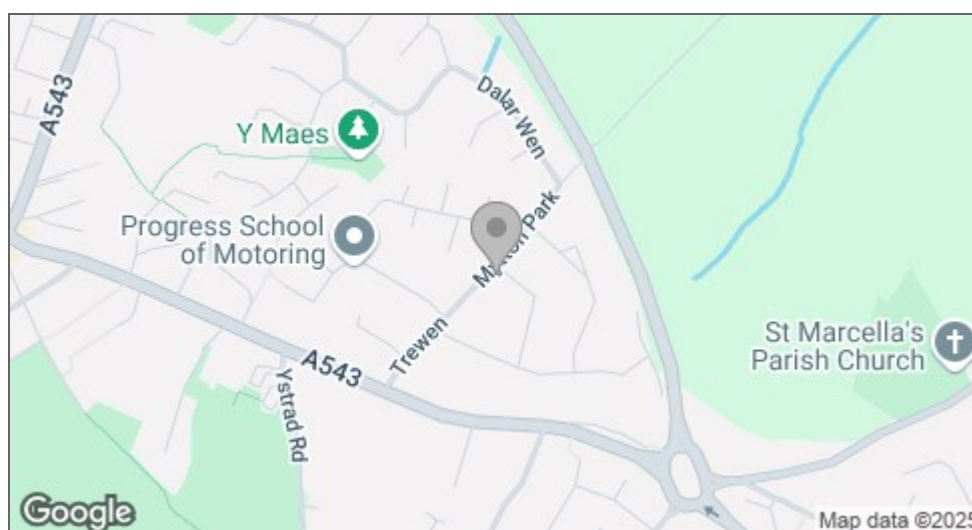 A543
Y Maes
Dalar Wen
Progress School
of Motoring
Park
Trewen
A543
Ystrad Rd
St Marcella's
Parish Church
Google
Map data ©2025